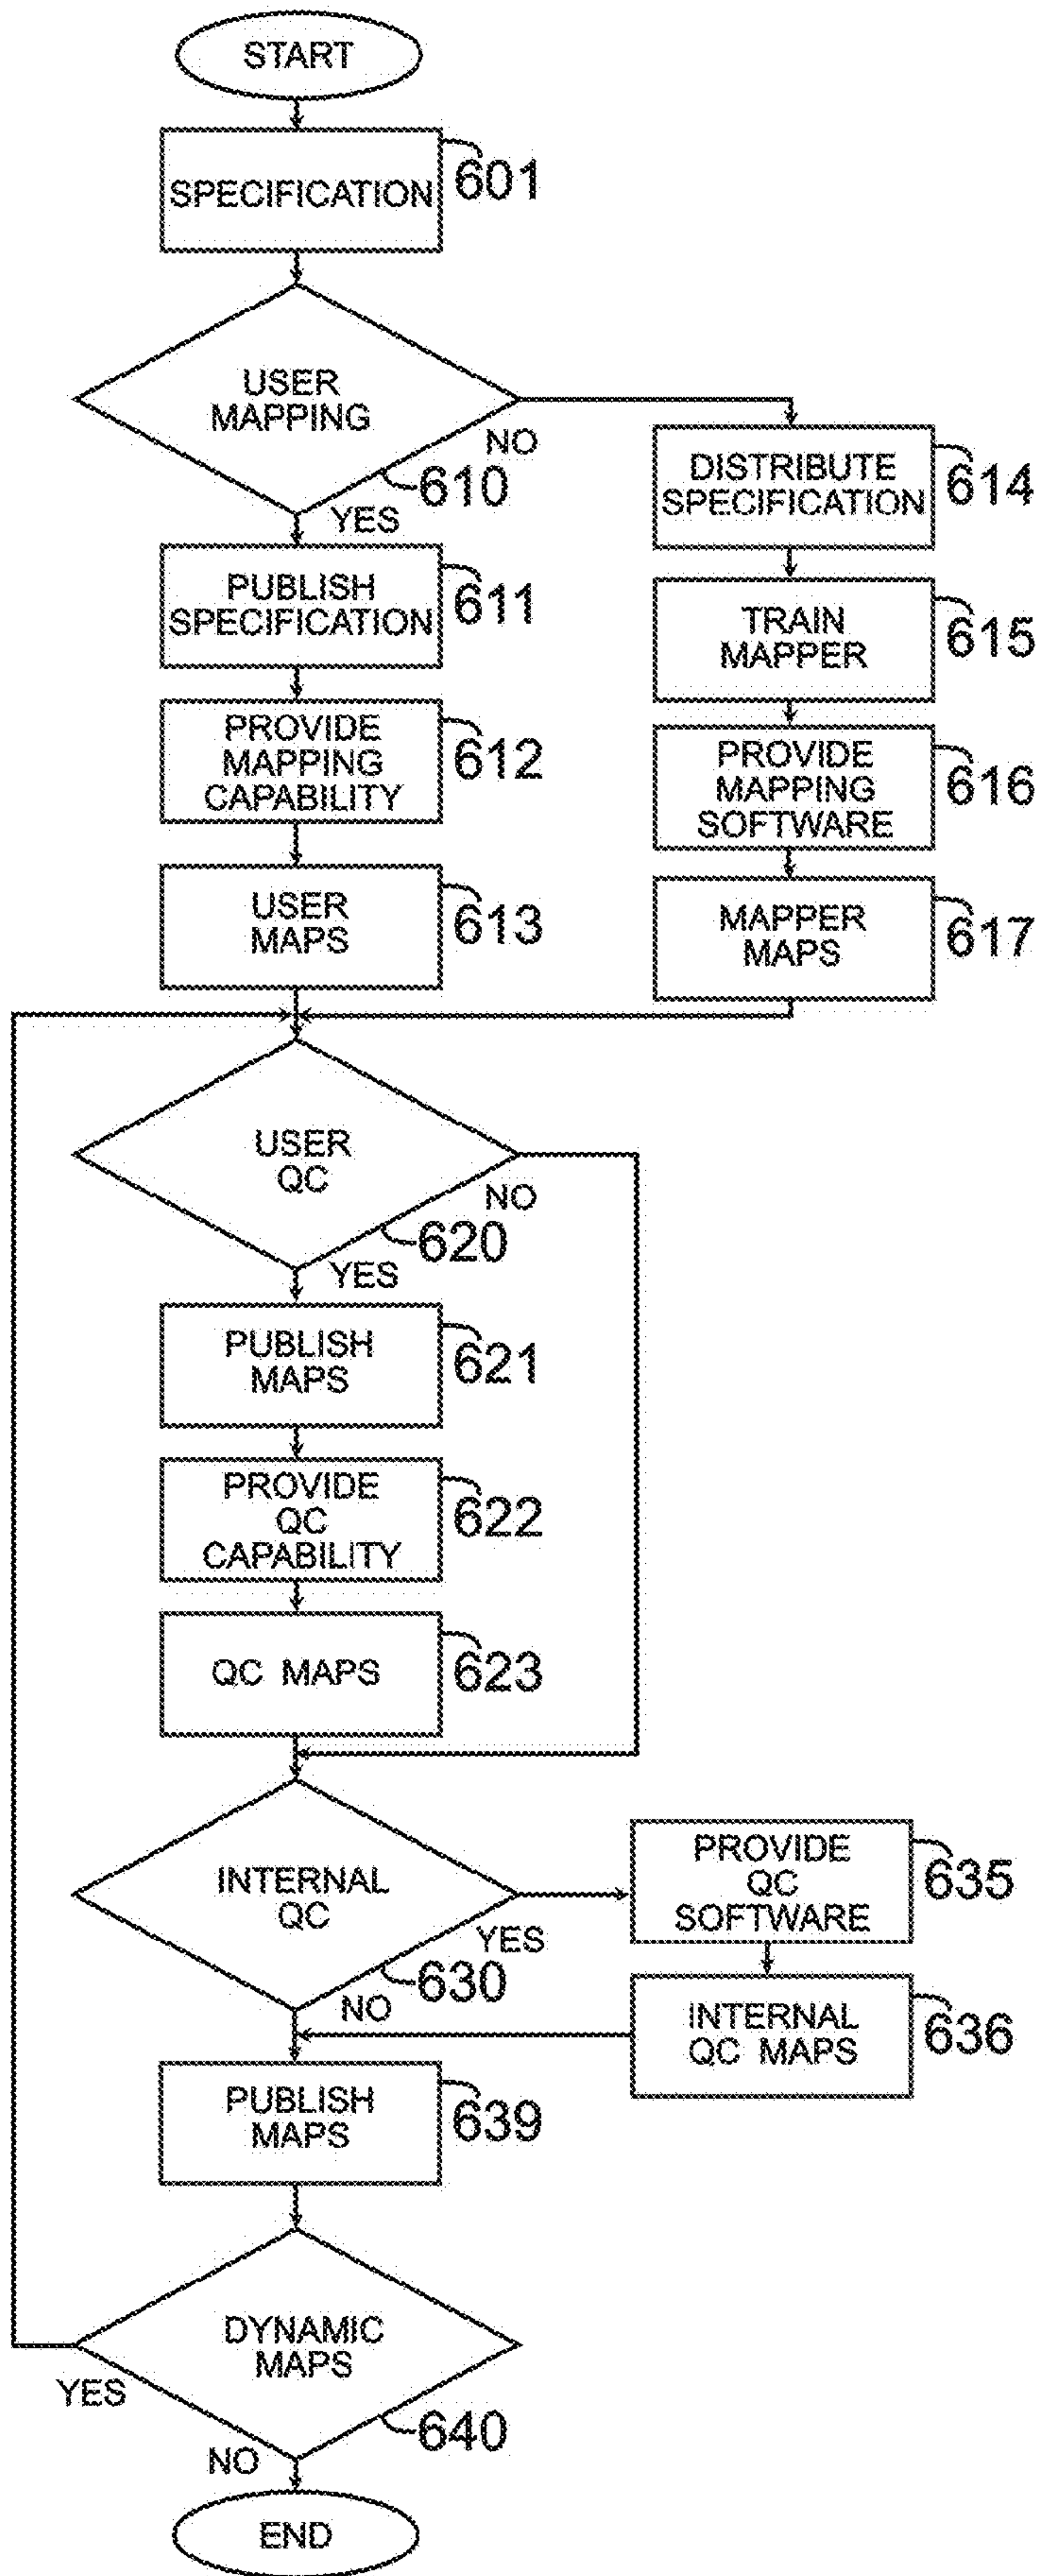 START
SPECIFICATION
601
USER
MAPPING
NO
610
YES
DISTRIBUTE
SPECIFICATION
614
PUBLISH
SPECIFICATION
611
TRAIN
MAPPER
615
PROVIDE
MAPPING
CAPABILITY
612
PROVIDE
MAPPING
SOFTWARE
616
USER
MAPS
613
MAPPER
MAPS
617
USER
QC
NO
620
YES
PUBLISH
MAPS
621
PROVIDE
QC
CAPABILITY
622
QC MAPS
623
INTERNAL
QC
YES
630
NO
PROVIDE
QC
SOFTWARE
635
INTERNAL
QC MAPS
636
PUBLISH
MAPS
639
DYNAMIC
MAPS
YES
640
NO
END